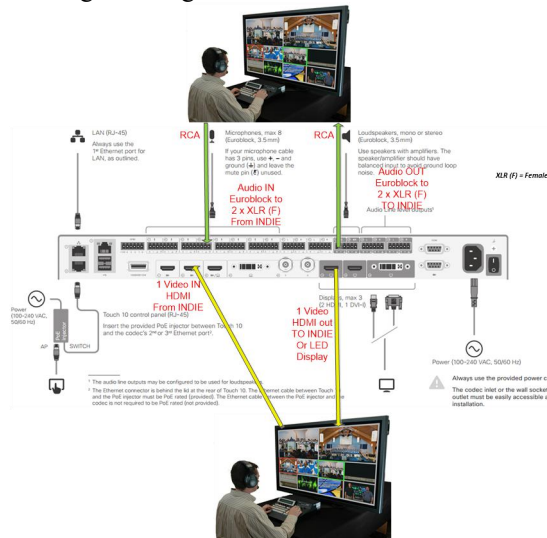 LAN (RJ-45)
Always use the
1st Ethernet port for
LAN, as outlined.
RCA
Microphones, max 8
(Euroblock, 3.5mm)
If your microphone cable
has 3 pins, use +, – and
ground (⏚) and leave the
mute pin unused.
Audio IN
Euroblock to
2 x XLR (F)
From INDIE
RCA
Loudspeakers, mono or stereo
(Euroblock, 3.5mm)
Use speakers with amplifiers. The
speaker/amplifier should have
balanced input to avoid ground loop
noise.
Audio OUT
Euroblock to
2 x XLR (F)
TO INDIE
Audio Line level outputs¹
XLR (F) = Female
1 Video IN
HDMI
From INDIE
1 Video
HDMI out
TO INDIE
Or LED
Display
Displays, max 3
(2 HDMI, 1 DVI-I)
Power
(100-240 VAC,
50/60 Hz)
PoE
injector
AP
SWITCH
Touch 10 control panel (RJ-45)
Insert the provided PoE injector between Touch 10
and the codec's 2nd or 3rd Ethernet port².
Power (100-240 VAC, 50/60 Hz)
Always use the provided power c
The codec inlet or the wall socket
outlet must be easily accessible a
installation.
¹ The audio line outputs may be configured to be used for loudspeak
² The Ethernet connector is behind the lid at the rear of Touch 10. The Ethernet cable between Touch
and the PoE injector must be PoE rated (provided). The Ethernet cable between the PoE injector and the
codec is not required to be PoE rated (not provided).